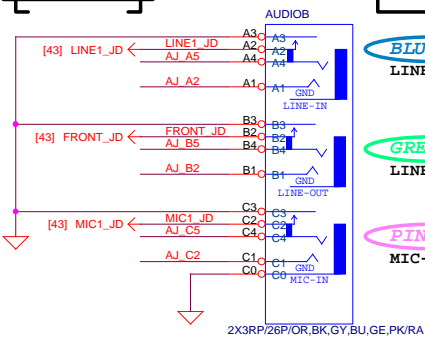 AUDIOB
A3 A3
[43] LINE1_JD LINE1_JD A2 A2
AJ_A5 A4 A4
AJ_A2 A1 A1
GND
LINE-IN
BLU
LINE
B3 B3
[43] FRONT_JD FRONT_JD B2 B2
AJ_B5 B4 B4
AJ_B2 B1 B1
GND
LINE-OUT
GRE
LINE
C3 C3
[43] MIC1_JD MIC1_JD C2 C2
AJ_C5 C4 C4
AJ_C2 C1 C1
C0 C0
GND
MIC-IN
PIN
MIC-
2X3RP/26P/OR,BK,GY,BU,GE,PK/RA